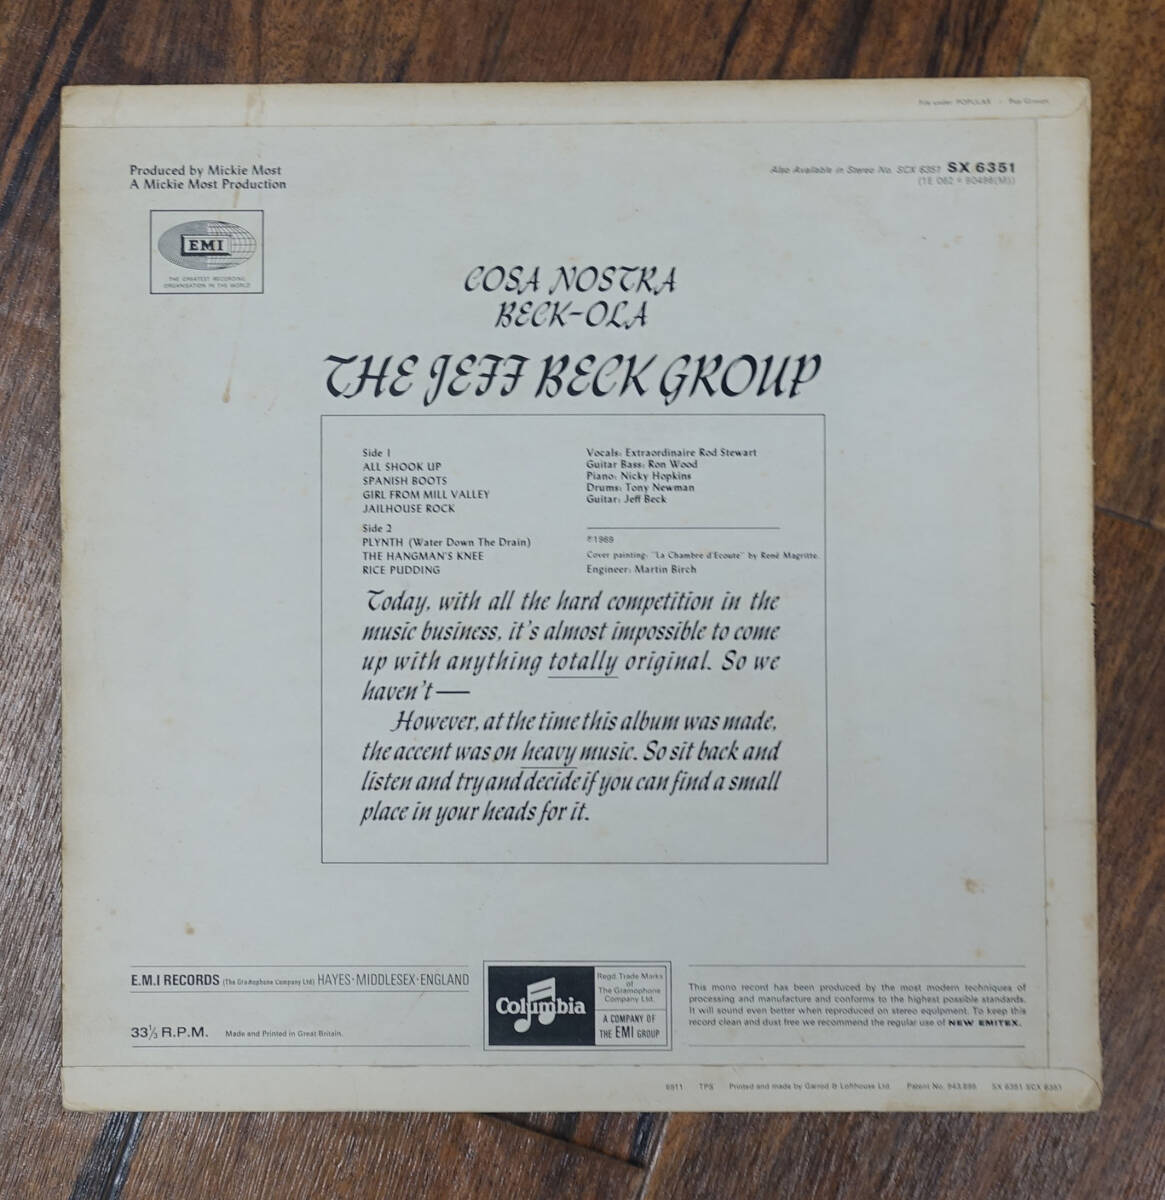 File under POPULAR : Pop Groups
Produced by Mickie Most
A Mickie Most Production
Also Available in Stereo No. SCX 6351 SX 6351
(1E 062 • 90496(M))
EMI
THE GREATEST RECORDING
ORGANISATION IN THE WORLD
COSA NOSTRA
BECK-OLA
THE JEFF BECK GROUP
Side 1
ALL SHOOK UP
SPANISH BOOTS
GIRL FROM MILL VALLEY
JAILHOUSE ROCK
Side 2
PLYNTH (Water Down The Drain)
THE HANGMAN'S KNEE
RICE PUDDING
Vocals: Extraordinaire Rod Stewart
Guitar Bass: Ron Wood
Piano: Nicky Hopkins
Drums: Tony Newman
Guitar: Jeff Beck
℗1969
Cover painting: "La Chambre d'Ecoute" by René Magritte.
Engineer: Martin Birch
Today, with all the hard competition in the
music business, it's almost impossible to come
up with anything totally original. So we
haven't—
However, at the time this album was made,
the accent was on heavy music. So sit back and
listen and try and decide if you can find a small
place in your heads for it.
E.M.I RECORDS (The Gramophone Company Ltd) HAYES·MIDDLESEX·ENGLAND
33⅓ R.P.M. Made and Printed in Great Britain.
Columbia
Regd. Trade Marks
of
The Gramophone
Company Ltd.
A COMPANY OF
THE EMI GROUP
This mono record has been produced by the most modern techniques of
processing and manufacture and conforms to the highest possible standards.
It will sound even better when reproduced on stereo equipment. To keep this
record clean and dust free we recommend the regular use of NEW EMITEX.
6911 TPS Printed and made by Garrod & Lofthouse Ltd. Patent No. 943,895 SX 6351 SCX 6351